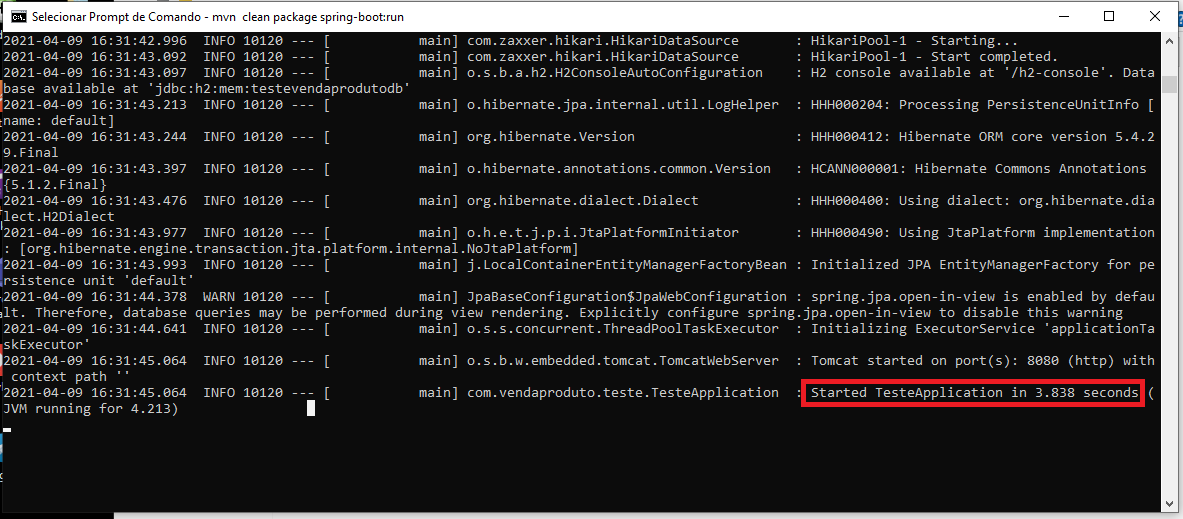 Selecionar Prompt de Comando - mvn  clean package spring-boot:run
2021-04-09 16:31:42.996  INFO 10120 --- [           main] com.zaxxer.hikari.HikariDataSource       : HikariPool-1 - Starting...
2021-04-09 16:31:43.092  INFO 10120 --- [           main] com.zaxxer.hikari.HikariDataSource       : HikariPool-1 - Start completed.
2021-04-09 16:31:43.097  INFO 10120 --- [           main] o.s.b.a.h2.H2ConsoleAutoConfiguration    : H2 console available at '/h2-console'. Data
base available at 'jdbc:h2:mem:testevendaprodutodb'
2021-04-09 16:31:43.213  INFO 10120 --- [           main] o.hibernate.jpa.internal.util.LogHelper  : HHH000204: Processing PersistenceUnitInfo [
name: default]
2021-04-09 16:31:43.244  INFO 10120 --- [           main] org.hibernate.Version                    : HHH000412: Hibernate ORM core version 5.4.2
9.Final
2021-04-09 16:31:43.397  INFO 10120 --- [           main] o.hibernate.annotations.common.Version   : HCANN000001: Hibernate Commons Annotations
{5.1.2.Final}
2021-04-09 16:31:43.476  INFO 10120 --- [           main] org.hibernate.dialect.Dialect            : HHH000400: Using dialect: org.hibernate.dia
lect.H2Dialect
2021-04-09 16:31:43.977  INFO 10120 --- [           main] o.h.e.t.j.p.i.JtaPlatformInitiator       : HHH000490: Using JtaPlatform implementation
: [org.hibernate.engine.transaction.jta.platform.internal.NoJtaPlatform]
2021-04-09 16:31:43.993  INFO 10120 --- [           main] j.LocalContainerEntityManagerFactoryBean : Initialized JPA EntityManagerFactory for pe
rsistence unit 'default'
2021-04-09 16:31:44.378  WARN 10120 --- [           main] JpaBaseConfiguration$JpaWebConfiguration : spring.jpa.open-in-view is enabled by defau
lt. Therefore, database queries may be performed during view rendering. Explicitly configure spring.jpa.open-in-view to disable this warning
2021-04-09 16:31:44.641  INFO 10120 --- [           main] o.s.s.concurrent.ThreadPoolTaskExecutor  : Initializing ExecutorService 'applicationTa
skExecutor'
2021-04-09 16:31:45.064  INFO 10120 --- [           main] o.s.b.w.embedded.tomcat.TomcatWebServer  : Tomcat started on port(s): 8080 (http) with
 context path ''
2021-04-09 16:31:45.064  INFO 10120 --- [           main] com.vendaproduto.teste.TesteApplication  : Started TesteApplication in 3.838 seconds (
JVM running for 4.213)